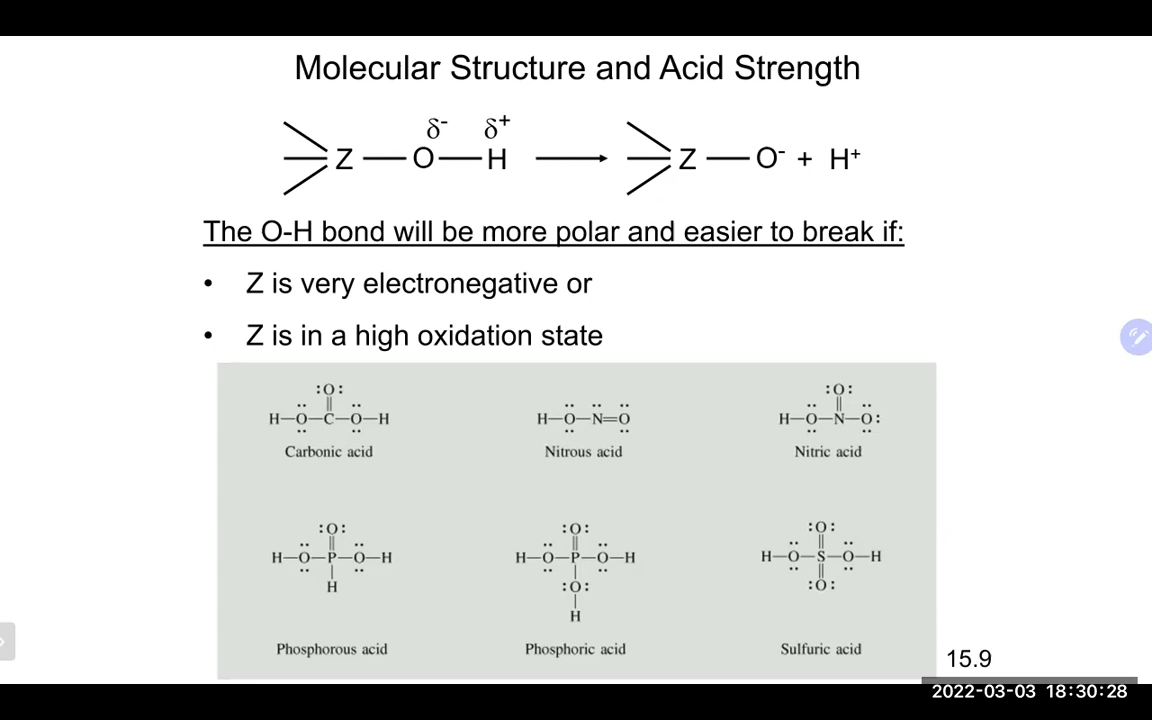 Molecular Structure and Acid Strength
δ- δ+
Z — O — H ⟶ Z — O- + H+
The O-H bond will be more polar and easier to break if:
• Z is very electronegative or
• Z is in a high oxidation state
:O: :O:
H—O—C—O—H H—O—N=O H—O—N—O:
Carbonic acid Nitrous acid Nitric acid
:O: :O: :O:
H—O—P—O—H H—O—P—O—H H—O—S—O—H
H :O: :O:
H
Phosphorous acid Phosphoric acid Sulfuric acid
15.9
2022-03-03 18:30:28